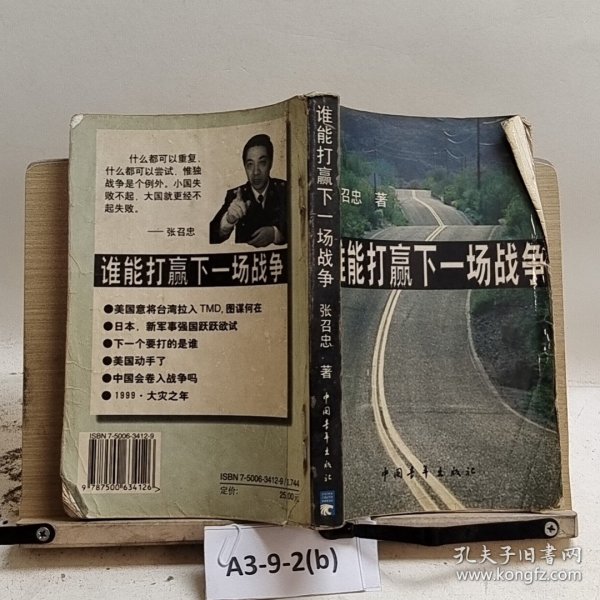 什么都可以重复，
什么都可以尝试，惟独
战争是个例外。小国失
败不起，大国就更经不
起失败。
——张召忠
谁能打赢下一场战争
●美国意将台湾拉入TMD，图谋何在
●日本，新军事强国跃跃欲试
●下一个要打的是谁
●美国动手了
●中国会卷入战争吗
●1999·大灾之年
ISBN 7-5006-3412-9
9 787500 634126
ISBN 7-5006-3412-9/I.744
定价：25.00元
谁能打赢下一场战争
张召忠·著
中国青年出版社
召忠 著
谁能打赢下一场战争
中国青年出版社
A3-9-2(b)
孔夫子旧书网
www.kongfz.com